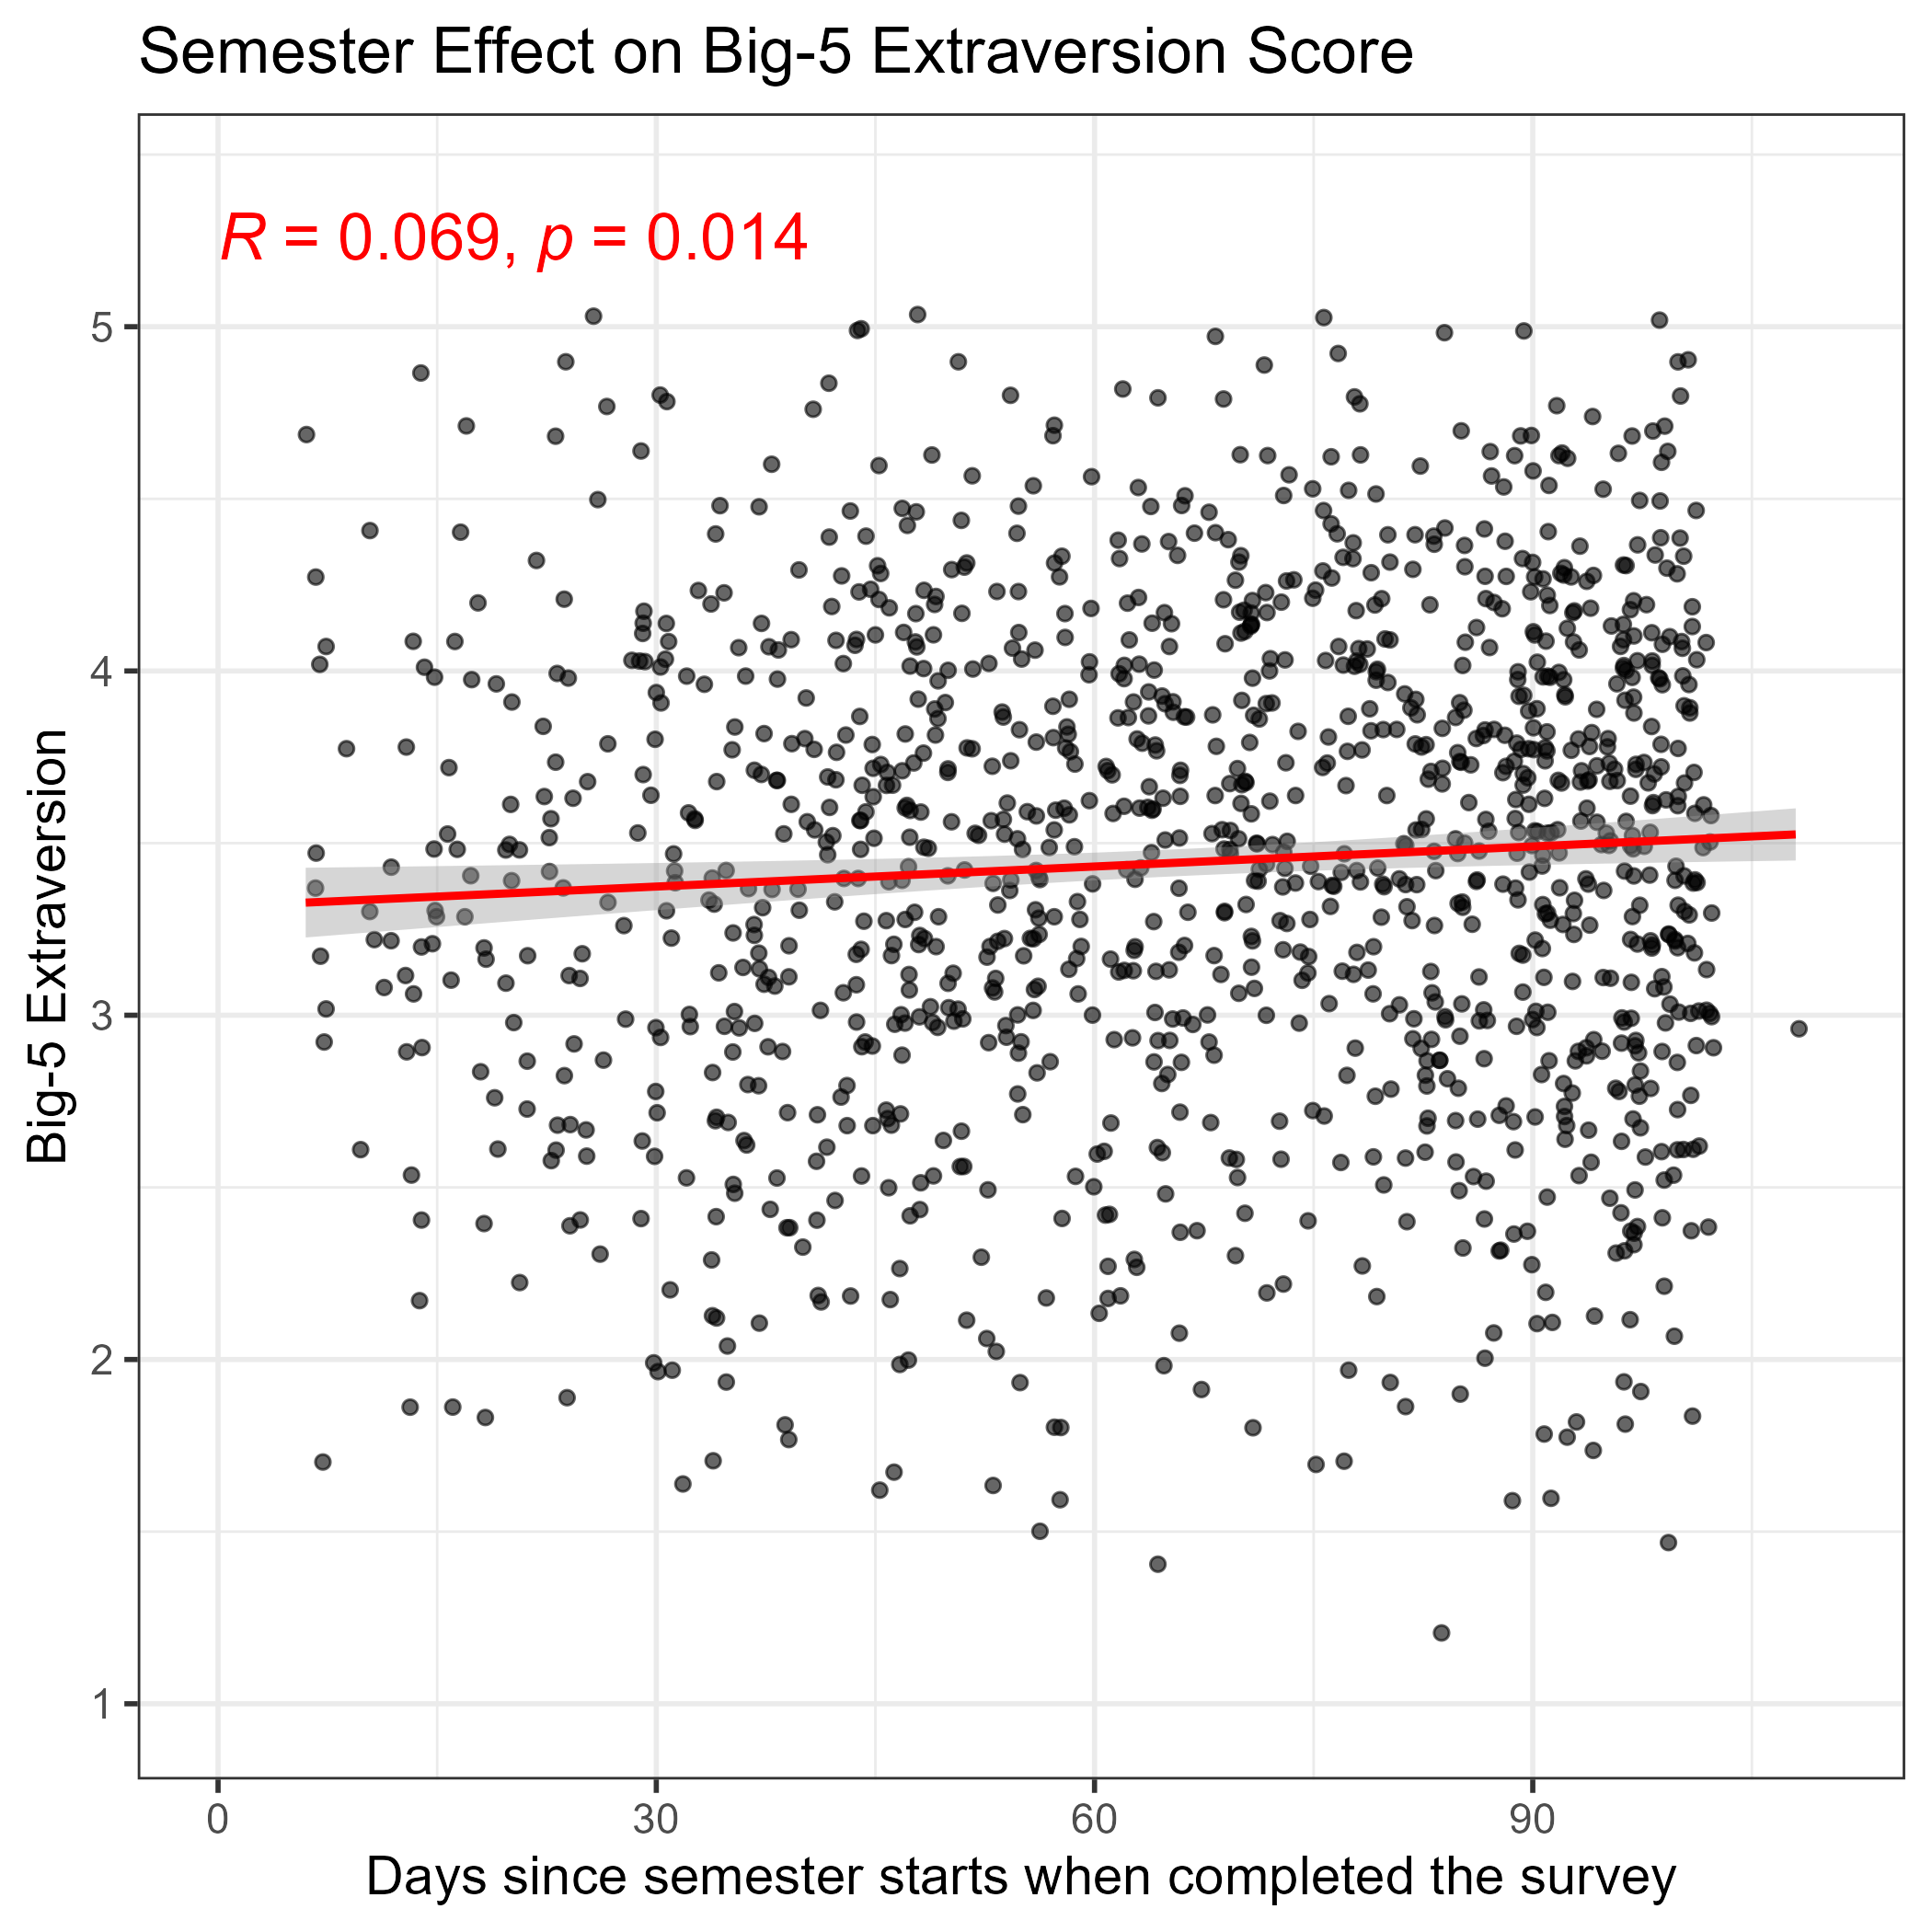 Semester Effect on Big-5 Extraversion Score
R = 0.069, p = 0.014
Big-5 Extraversion
5
4
3
2
1
0 30 60 90
Days since semester starts when completed the survey